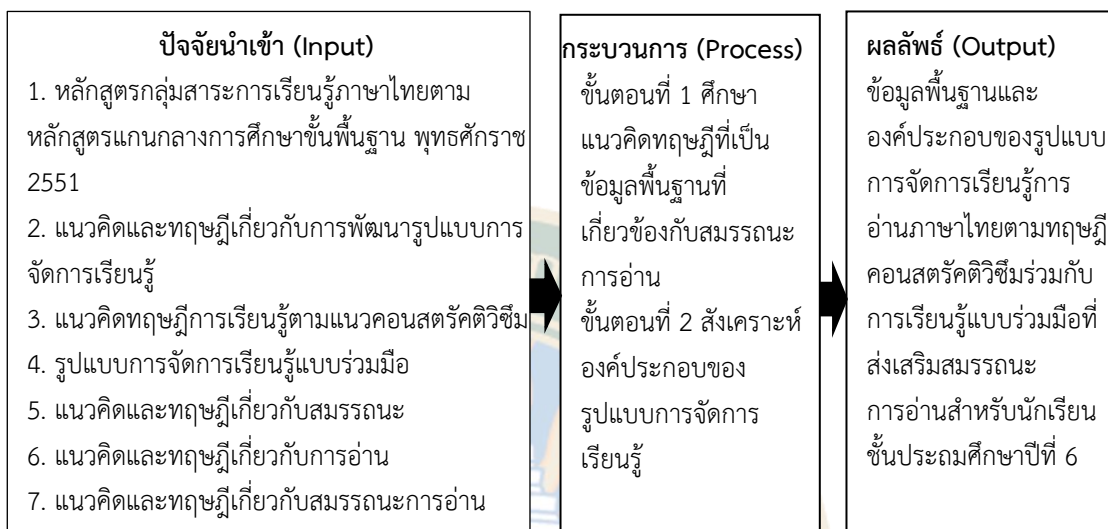 ปัจจัยนำเข้า (Input)
1. หลักสูตรกลุ่มสาระการเรียนรู้ภาษาไทยตาม
หลักสูตรแกนกลางการศึกษาขั้นพื้นฐาน พุทธศักราช
2551
2. แนวคิดและทฤษฎีเกี่ยวกับการพัฒนารูปแบบการ
จัดการเรียนรู้
3. แนวคิดทฤษฎีการเรียนรู้ตามแนวคอนสตรัคติวิซึม
4. รูปแบบการจัดการเรียนรู้แบบร่วมมือ
5. แนวคิดและทฤษฎีเกี่ยวกับสมรรถนะ
6. แนวคิดและทฤษฎีเกี่ยวกับการอ่าน
7. แนวคิดและทฤษฎีเกี่ยวกับสมรรถนะการอ่าน
กระบวนการ (Process)
ขั้นตอนที่ 1 ศึกษา
แนวคิดทฤษฎีที่เป็น
ข้อมูลพื้นฐานที่
เกี่ยวข้องกับสมรรถนะ
การอ่าน
ขั้นตอนที่ 2 สังเคราะห์
องค์ประกอบของ
รูปแบบการจัดการ
เรียนรู้
ผลลัพธ์ (Output)
ข้อมูลพื้นฐานและ
องค์ประกอบของรูปแบบ
การจัดการเรียนรู้การ
อ่านภาษาไทยตามทฤษฎี
คอนสตรัคติวิซึมร่วมกับ
การเรียนรู้แบบร่วมมือที่
ส่งเสริมสมรรถนะ
การอ่านสำหรับนักเรียน
ชั้นประถมศึกษาปีที่ 6